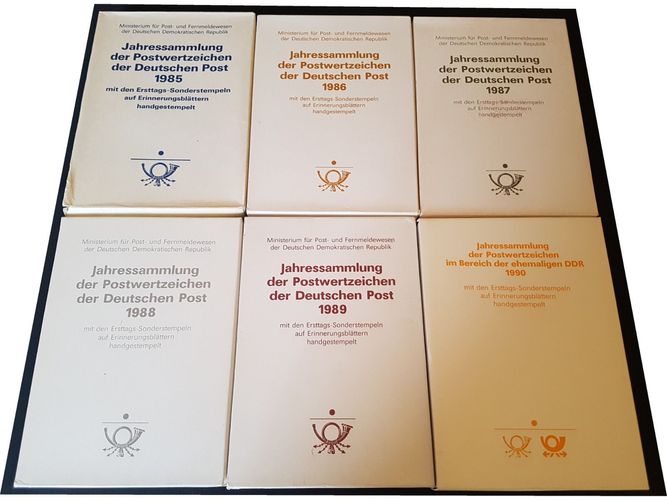 Ministerium für Post- und Fernmeldewesen
der Deutschen Demokratischen Republik
Jahressammlung
der Postwertzeichen
der Deutschen Post
1985
mit den Ersttags-Sonderstempeln
auf Erinnerungsblättern
handgestempelt
Ministerium für Post- und Fernmeldewesen
der Deutschen Demokratischen Republik
Jahressammlung
der Postwertzeichen
der Deutschen Post
1986
mit den Ersttags-Sonderstempeln
auf Erinnerungsblättern
handgestempelt
Ministerium für Post- und Fernmeldewesen
der Deutschen Demokratischen Republik
Jahressammlung
der Postwertzeichen
der Deutschen Post
1987
mit den Ersttags-Sonderstempeln
auf Erinnerungsblättern
handgestempelt
Ministerium für Post- und Fernmeldewesen
der Deutschen Demokratischen Republik
Jahressammlung
der Postwertzeichen
der Deutschen Post
1988
mit den Ersttags-Sonderstempeln
auf Erinnerungsblättern
handgestempelt
Ministerium für Post- und Fernmeldewesen
der Deutschen Demokratischen Republik
Jahressammlung
der Postwertzeichen
der Deutschen Post
1989
mit den Ersttags-Sonderstempeln
auf Erinnerungsblättern
handgestempelt
Jahressammlung
der Postwertzeichen
im Bereich der ehemaligen DDR
1990
mit den Ersttags-Sonderstempeln
auf Erinnerungsblättern
handgestempelt